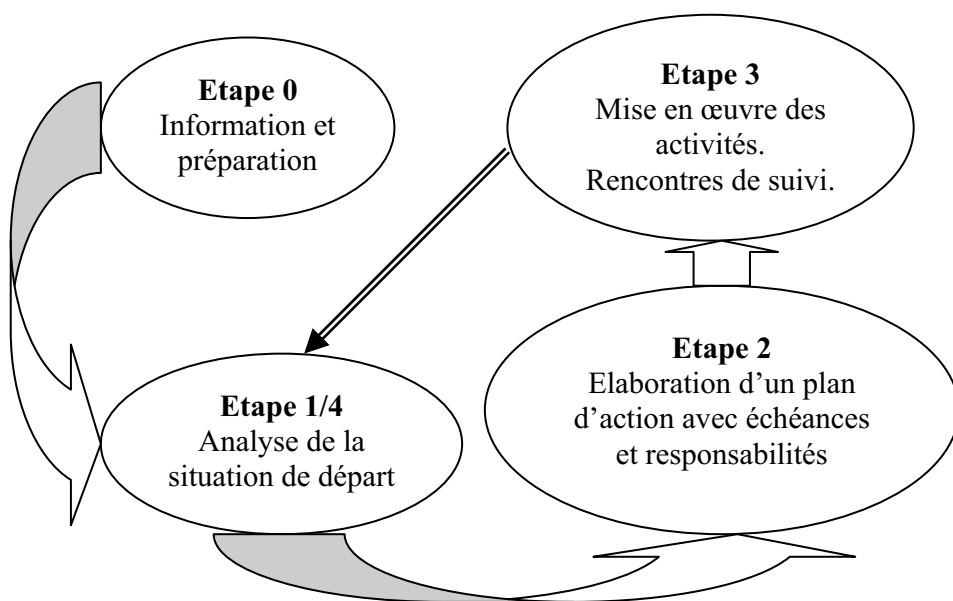 Etape 0
Information et
préparation
Etape 3
Mise en œuvre des
activités.
Rencontres de suivi.
Etape 1/4
Analyse de la
situation de départ
Etape 2
Elaboration d’un plan
d’action avec échéances
et responsabilités